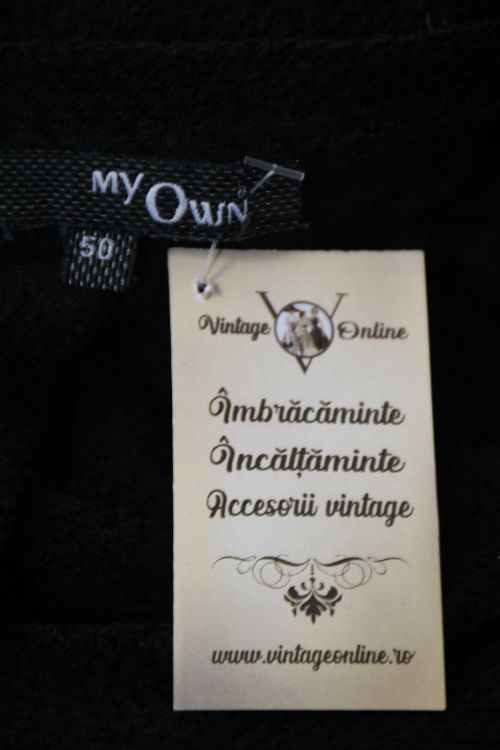 MY OWN
50
Vintage V Online
Îmbrăcăminte
Încălțăminte
Accesorii vintage
www.vintageonline.ro